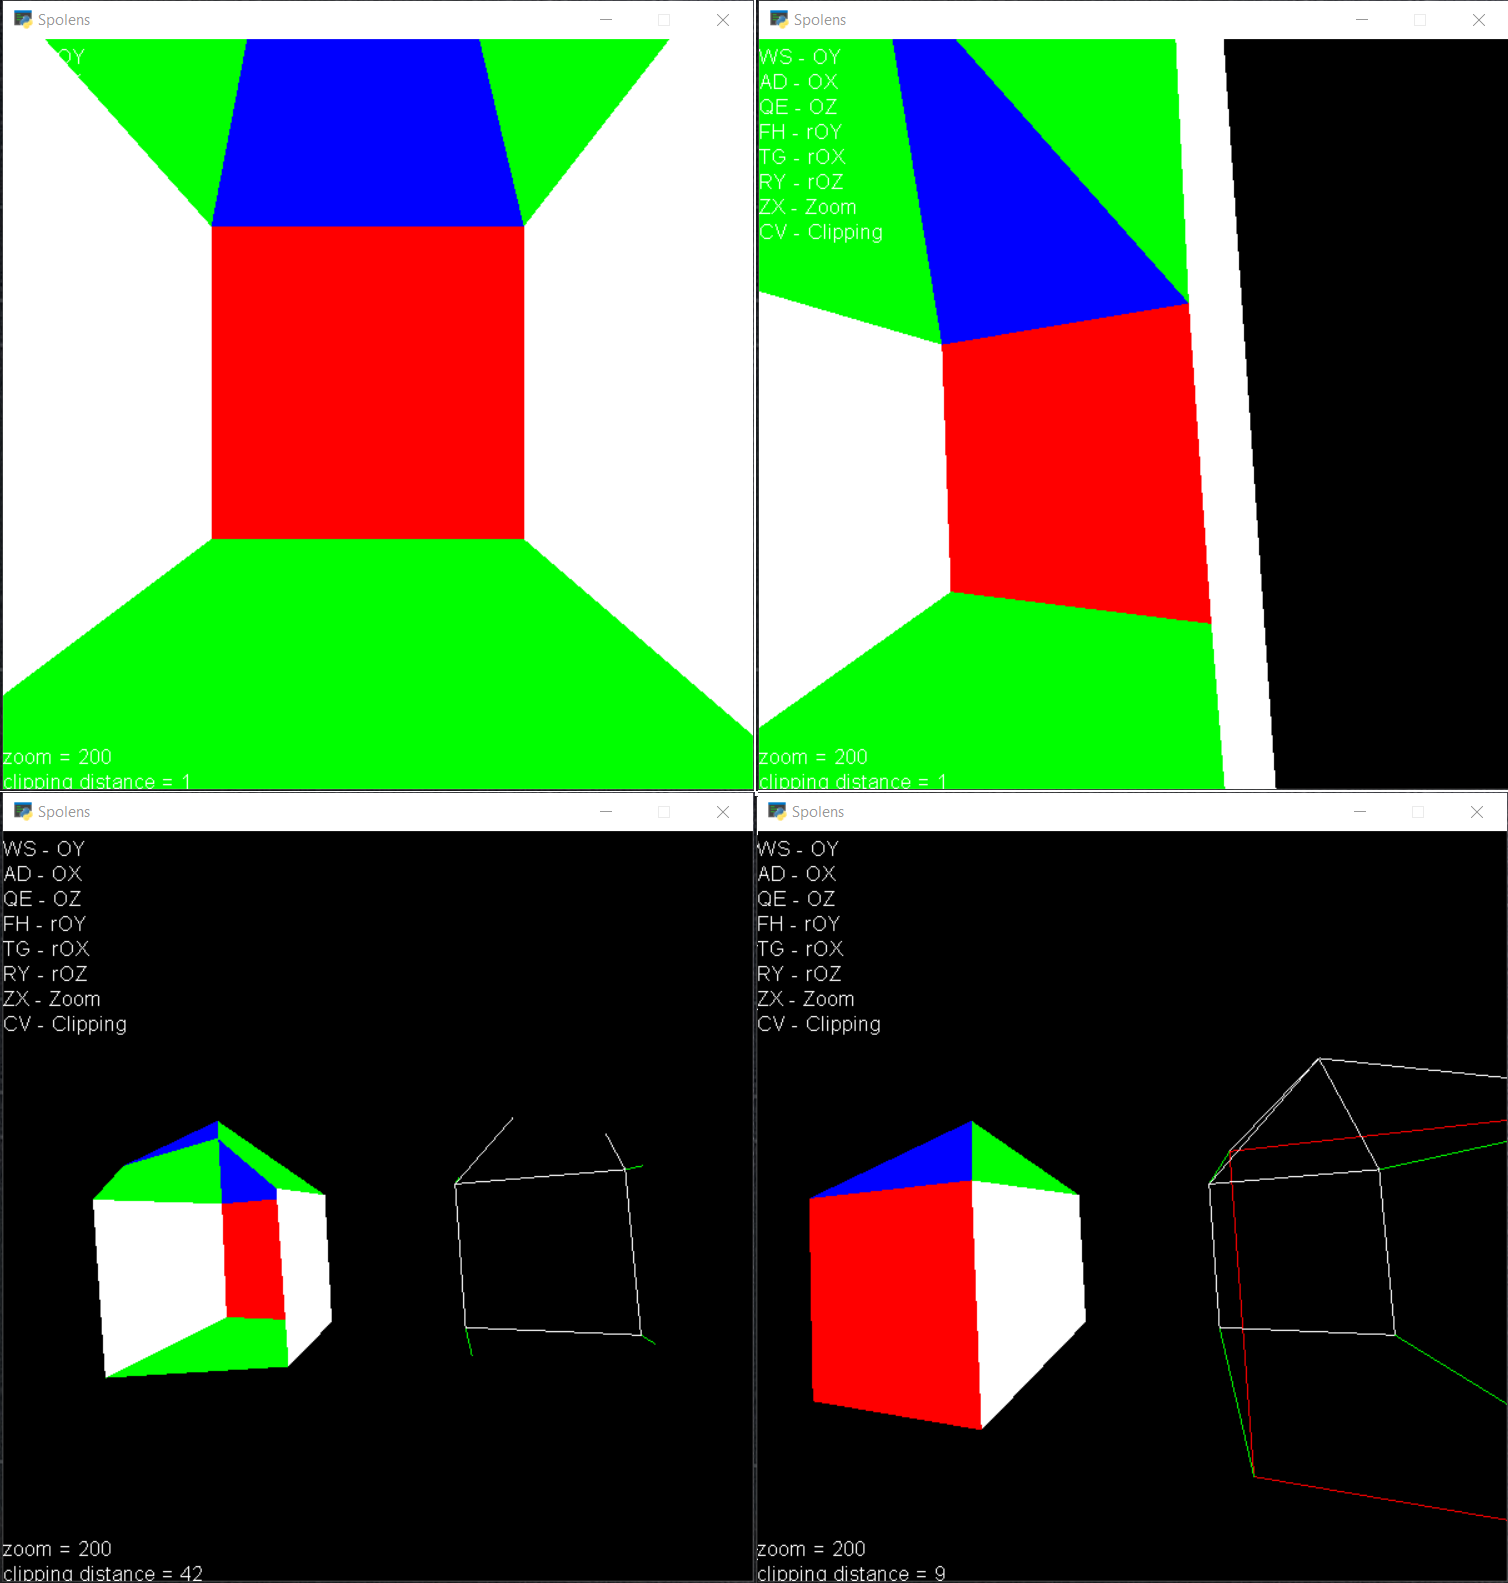 Spolens
OY
zoom = 200
clipping distance = 1
Spolens
WS - OY
AD - OX
QE - OZ
FH - rOY
TG - rOX
RY - rOZ
ZX - Zoom
CV - Clipping
zoom = 200
clipping distance = 1
Spolens
WS - OY
AD - OX
QE - OZ
FH - rOY
TG - rOX
RY - rOZ
ZX - Zoom
CV - Clipping
zoom = 200
clipping distance = 42
Spolens
WS - OY
AD - OX
QE - OZ
FH - rOY
TG - rOX
RY - rOZ
ZX - Zoom
CV - Clipping
zoom = 200
clipping distance = 9